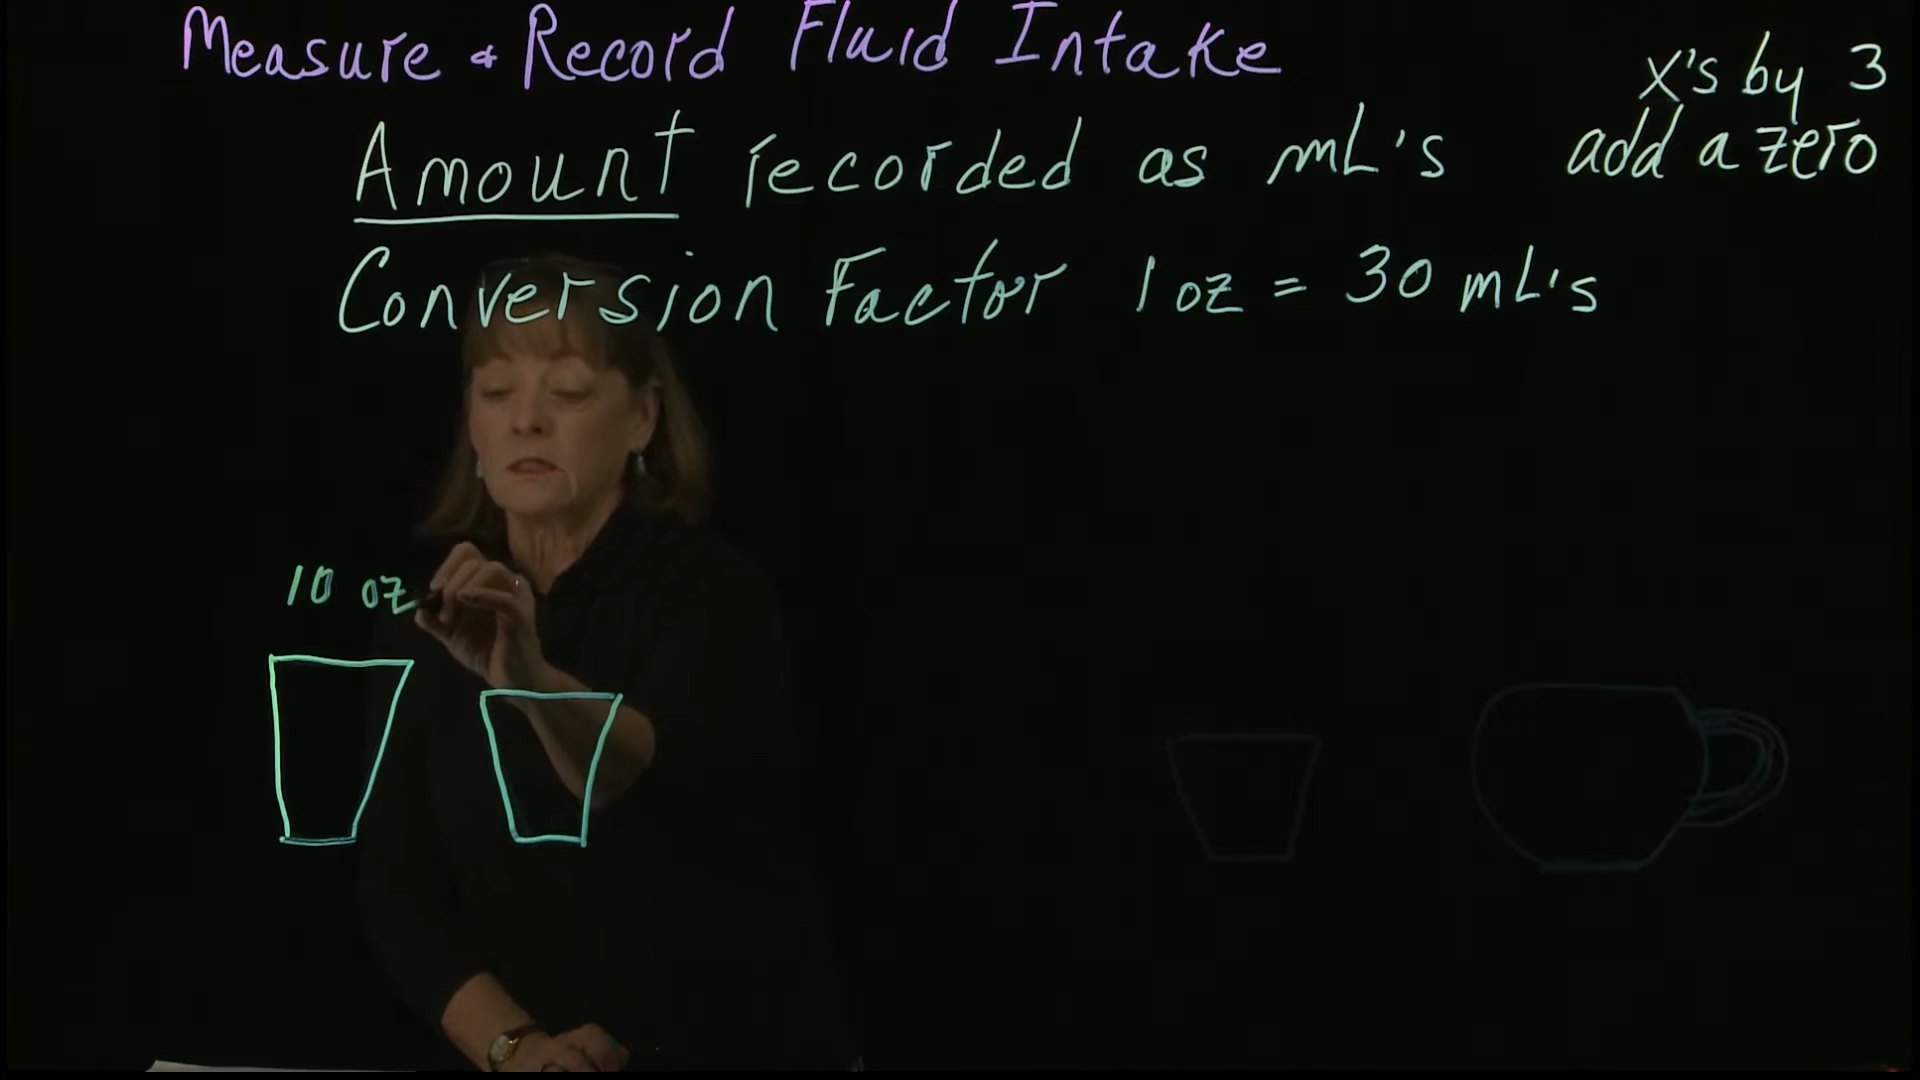 Measure & Record Fluid Intake
x's by 3
add a zero
Amount recorded as mL's
Conversion Factor 1 oz = 30 mL's
10 oz